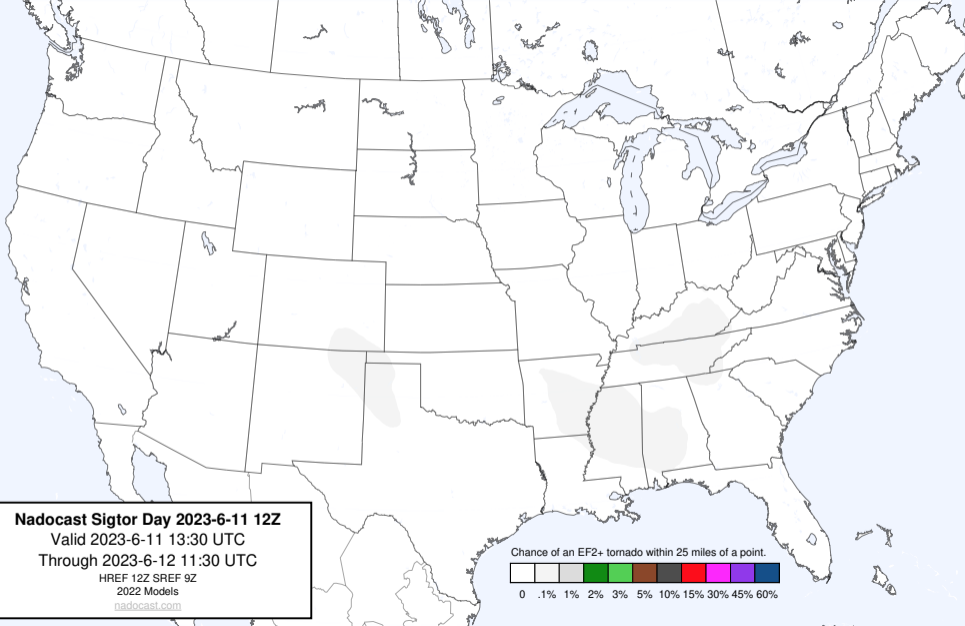 Nadocast Sigtor Day 2023-6-11 12Z
Valid 2023-6-11 13:30 UTC
Through 2023-6-12 11:30 UTC
HREF 12Z SREF 9Z
2022 Models
nadocast.com
Chance of an EF2+ tornado within 25 miles of a point.
0 .1% 1% 2% 3% 5% 10% 15% 30% 45% 60%